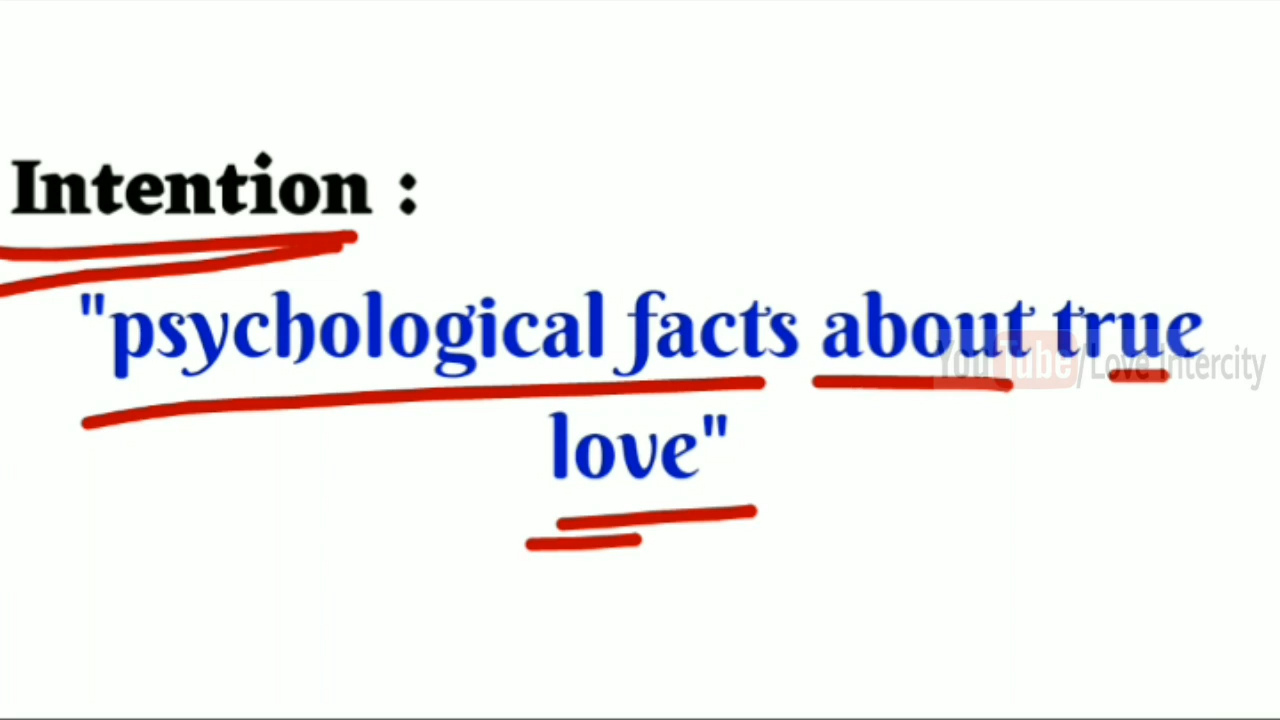 Intention :
"psychological facts about true
YouTube/Love Intercity
love"